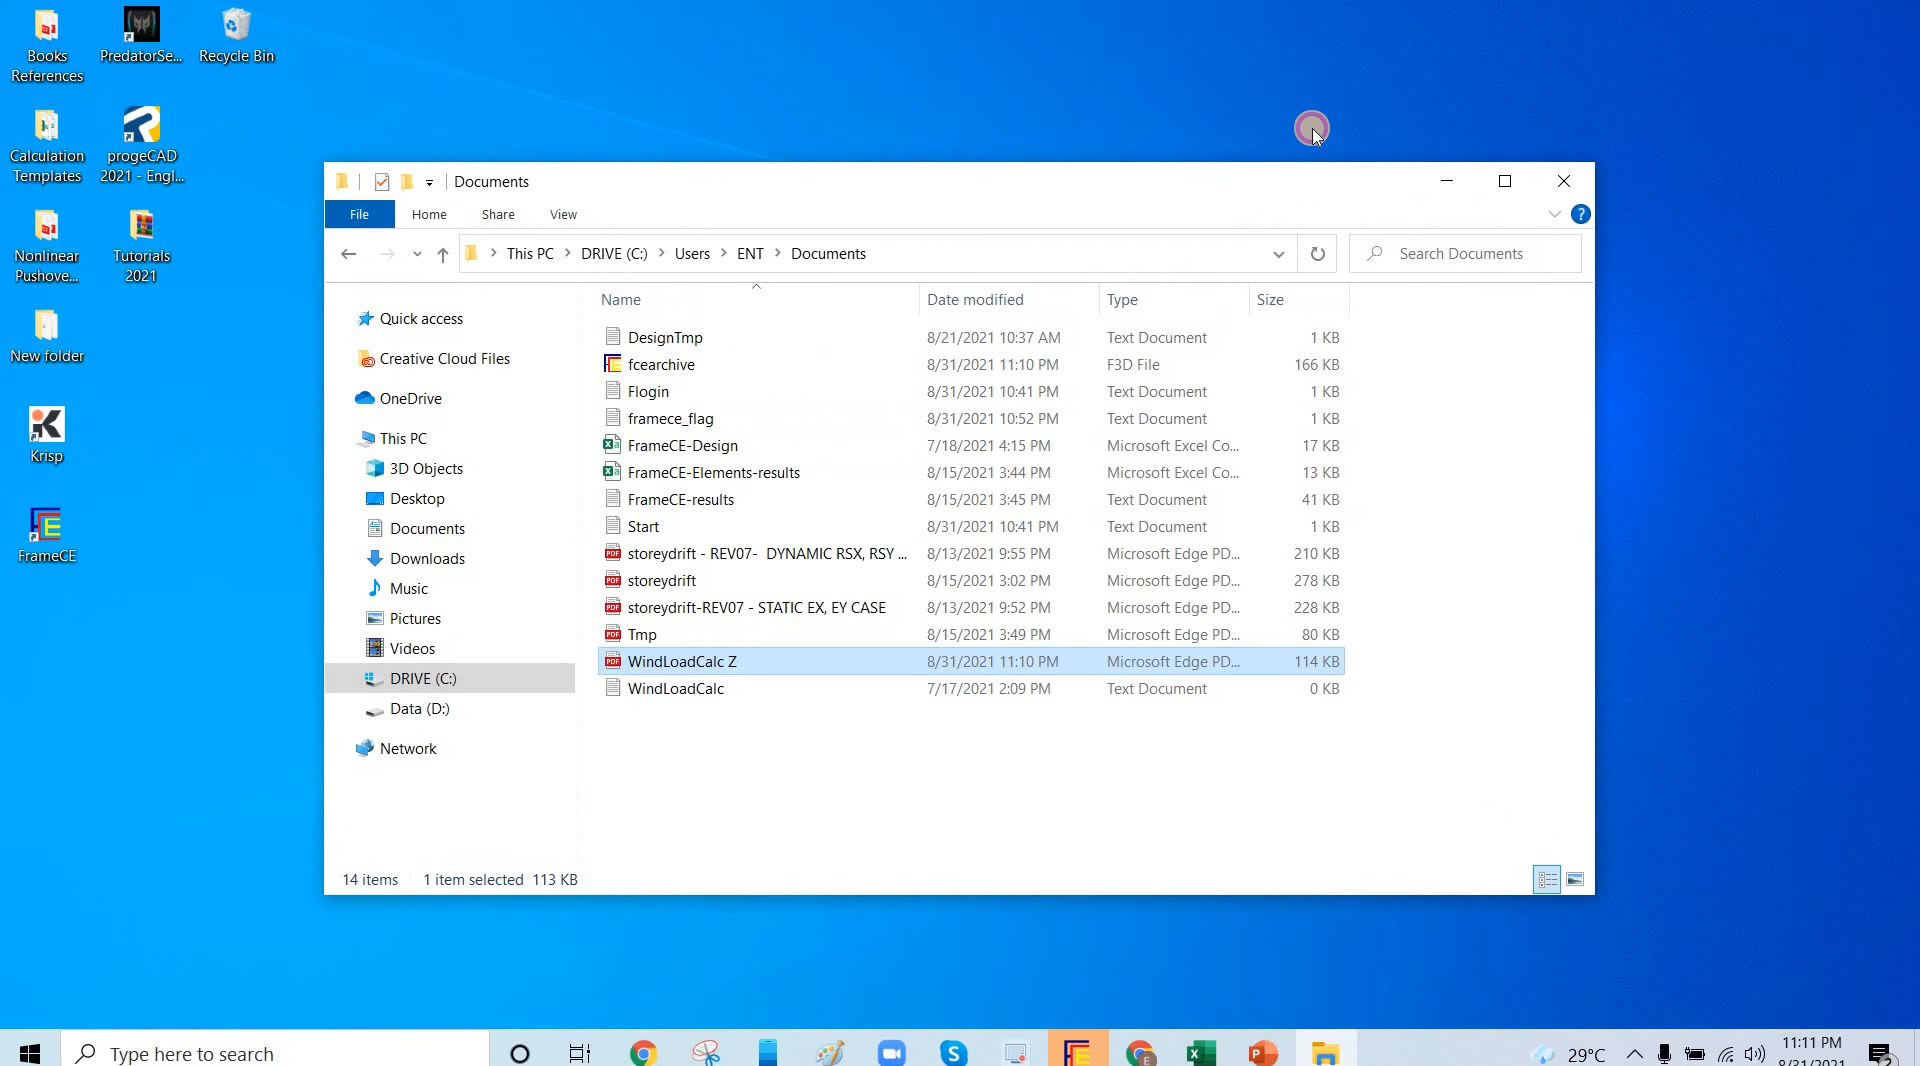 Books
References
PredatorSe...
Recycle Bin
Calculation
Templates
progeCAD
2021 - Engl...
Nonlinear
Pushove...
Tutorials
2021
New folder
Krisp
FrameCE
Documents
File Home Share View
This PC DRIVE (C:) Users ENT Documents
Search Documents
Quick access
Creative Cloud Files
OneDrive
This PC
3D Objects
Desktop
Documents
Downloads
Music
Pictures
Videos
DRIVE (C:)
Data (D:)
Network
Name Date modified Type Size
DesignTmp 8/21/2021 10:37 AM Text Document 1 KB
fcearchive 8/31/2021 11:10 PM F3D File 166 KB
Flogin 8/31/2021 10:41 PM Text Document 1 KB
framece_flag 8/31/2021 10:52 PM Text Document 1 KB
FrameCE-Design 7/18/2021 4:15 PM Microsoft Excel Co... 17 KB
FrameCE-Elements-results 8/15/2021 3:44 PM Microsoft Excel Co... 13 KB
FrameCE-results 8/15/2021 3:45 PM Text Document 41 KB
Start 8/31/2021 10:41 PM Text Document 1 KB
storeydrift - REV07- DYNAMIC RSX, RSY ... 8/13/2021 9:55 PM Microsoft Edge PD... 210 KB
storeydrift 8/15/2021 3:02 PM Microsoft Edge PD... 278 KB
storeydrift-REV07 - STATIC EX, EY CASE 8/13/2021 9:52 PM Microsoft Edge PD... 228 KB
Tmp 8/15/2021 3:49 PM Microsoft Edge PD... 80 KB
WindLoadCalc Z 8/31/2021 11:10 PM Microsoft Edge PD... 114 KB
WindLoadCalc 7/17/2021 2:09 PM Text Document 0 KB
14 items 1 item selected 113 KB
Type here to search
29°C
11:11 PM
8/31/2021
2